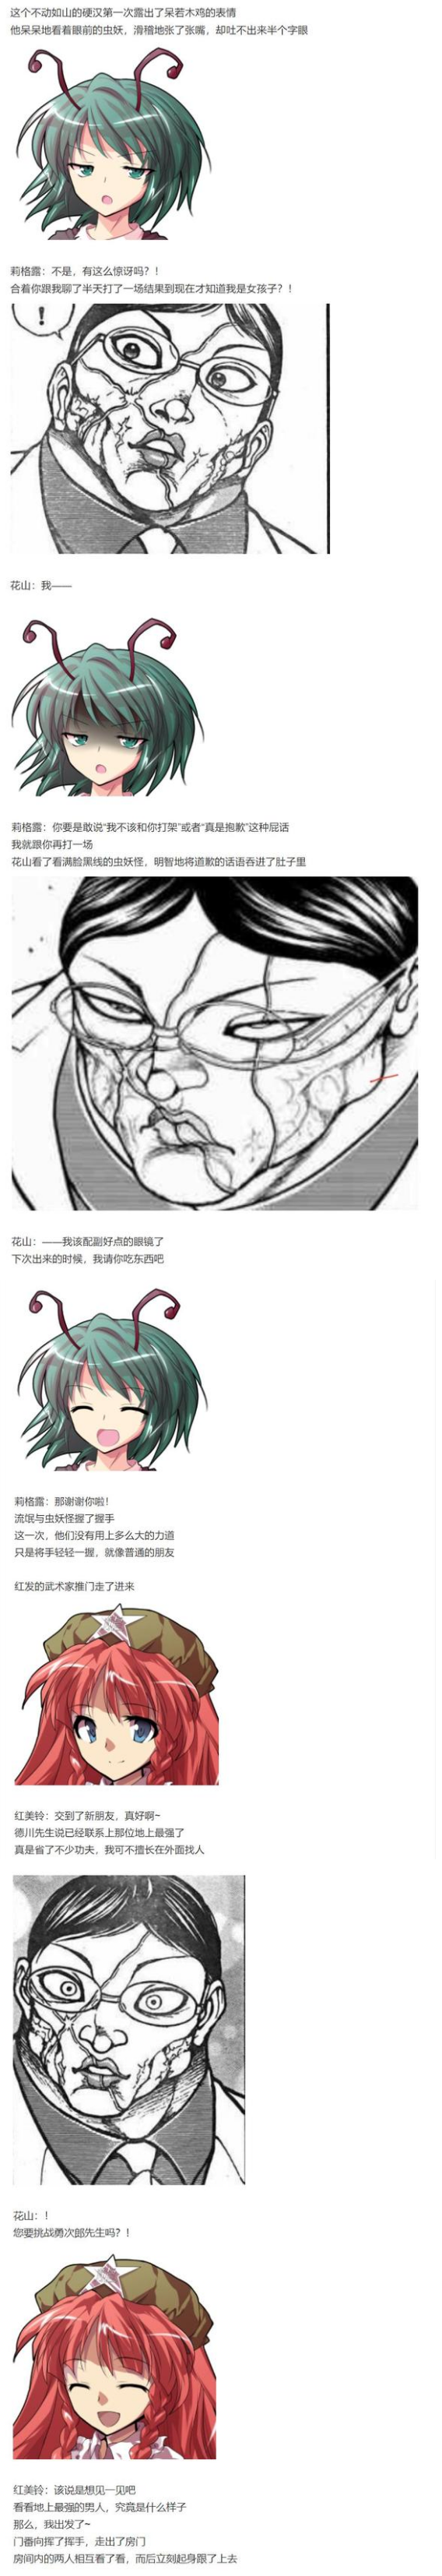 这个不动如山的硬汉第一次露出了呆若木鸡的表情
他呆呆地看着眼前的虫妖，滑稽地张了张嘴，却吐不出来半个字眼
莉格露：不是，有这么惊讶吗？！
合着你跟我聊了半天打了一场结果到现在才知道我是女孩子？！
！
花山：我——
莉格露：你要是敢说“我不该和你打架”或者“真是抱歉”这种屁话
我就跟你再打一场
花山看了看满脸黑线的虫妖怪，明智地将道歉的话语吞进了肚子里
花山：——我该配副好点的眼镜了
下次出来的时候，我请你吃东西吧
莉格露：那谢谢你啦！
流氓与虫妖怪握了握手
这一次，他们没有用上多么大的力道
只是将手轻轻一握，就像普通的朋友
红发的武术家推门走了进来
红美铃：交到了新朋友，真好啊~
德川先生说已经联系上那位地上最强了
真是省了不少功夫，我可不擅长在外面找人
花山：！
您要挑战勇次郎先生吗？！
红美铃：该说是想见一见吧
看看地上最强的男人，究竟是什么样子
那么，我出发了~
门番向挥了挥手，走出了房门
房间内的两人相互看了看，而后立刻起身跟了上去